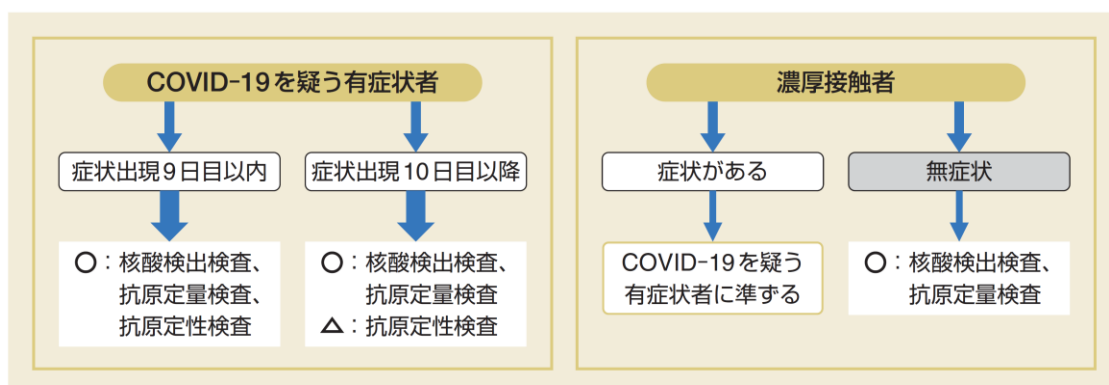 COVID-19を疑う有症状者
症状出現9日目以内
症状出現10日目以降
○：核酸検出検査、
抗原定量検査、
抗原定性検査
○：核酸検出検査、
抗原定量検査
△：抗原定性検査
濃厚接触者
症状がある
無症状
COVID-19を疑う
有症状者に準ずる
○：核酸検出検査、
抗原定量検査